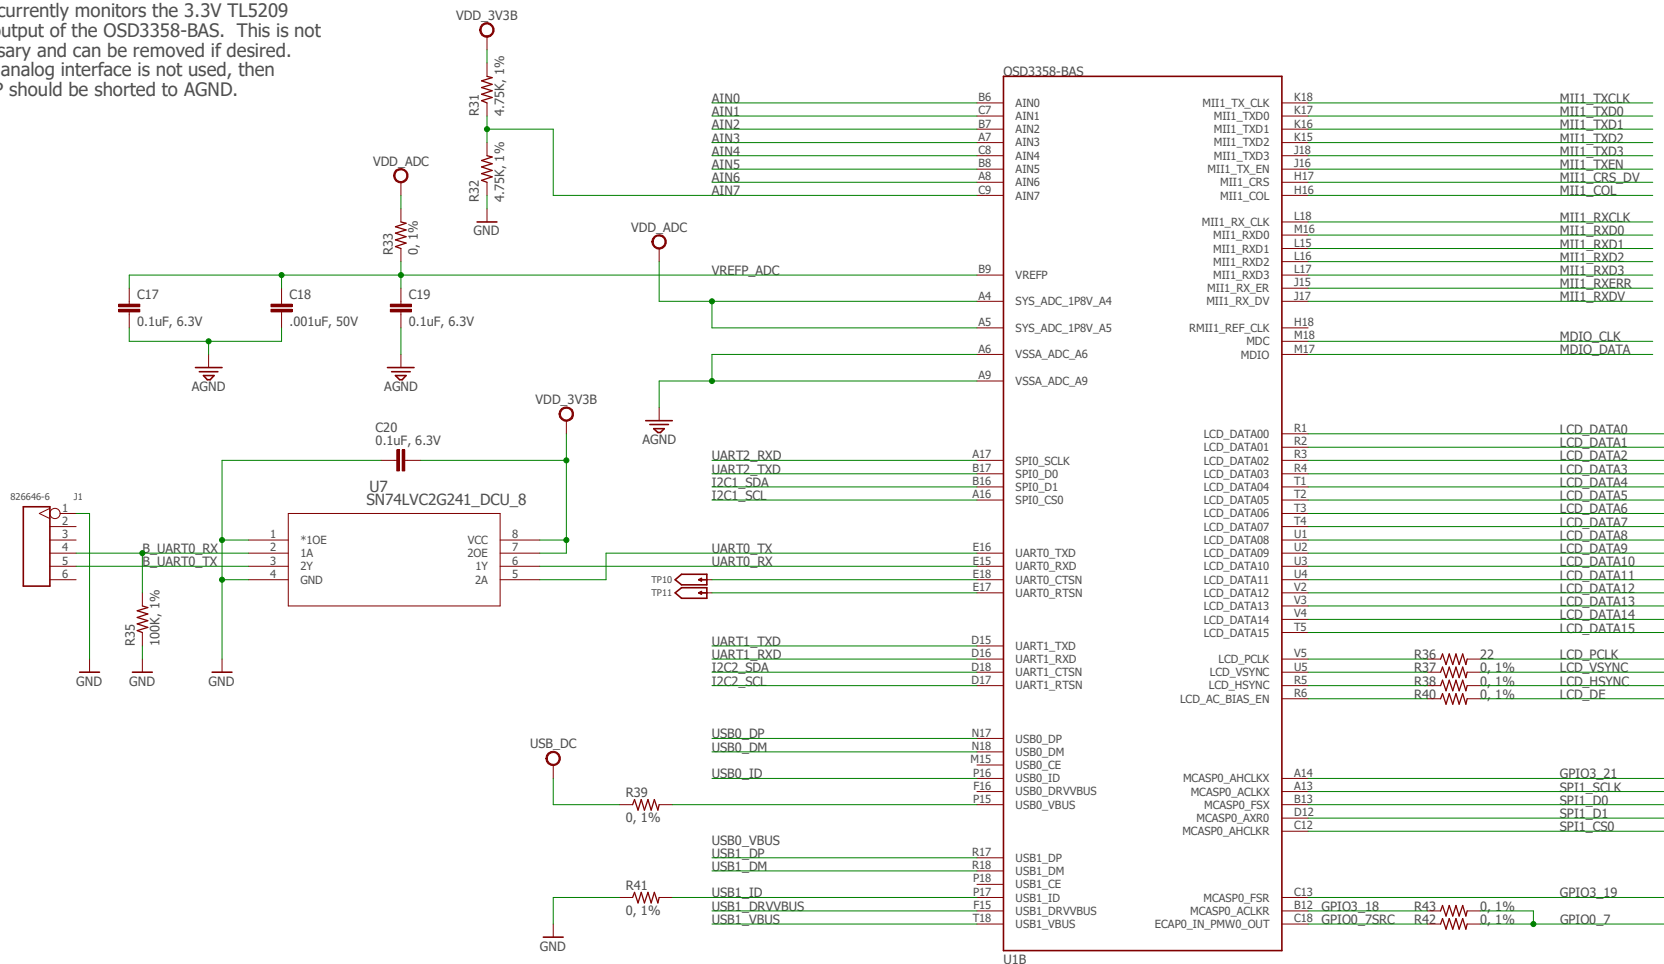 currently monitors the 3.3V TL5209
output of the OSD3358-BAS. This is not
sary and can be removed if desired.
analog interface is not used, then
P should be shorted to AGND.
VDD_3V3B
R31
4.75K, 1%
R32
4.75K, 1%
GND
VDD_ADC
R33
0, 1%
VDD_ADC
C17
0.1uF, 6.3V
C18
.001uF, 50V
C19
0.1uF, 6.3V
AGND
AGND
AGND
VDD_3V3B
C20
0.1uF, 6.3V
U7
SN74LVC2G241_DCU_8
826646-6 J1
1
2
3
4
5
6
B_UART0_RX
B_UART0_TX
1 *1OE
2 1A
3 2Y
4 GND
VCC 8
2OE 7
1Y 6
2A 5
R35
100K, 1%
GND
GND
GND
OSD3358-BAS
AIN0 B6 AIN0
AIN1 C7 AIN1
AIN2 B7 AIN2
AIN3 A7 AIN3
AIN4 C8 AIN4
AIN5 B8 AIN5
AIN6 A8 AIN6
AIN7 C9 AIN7
VREFP_ADC B9 VREFP
A4 SYS_ADC_1P8V_A4
A5 SYS_ADC_1P8V_A5
A6 VSSA_ADC_A6
A9 VSSA_ADC_A9
UART2_RXD A17 SPI0_SCLK
UART2_TXD B17 SPI0_D0
I2C1_SDA B16 SPI0_D1
I2C1_SCL A16 SPI0_CS0
UART0_TX E16 UART0_TXD
UART0_RX E15 UART0_RXD
TP10 E18 UART0_CTSN
TP11 E17 UART0_RTSN
UART1_TXD D15 UART1_TXD
UART1_RXD D16 UART1_RXD
I2C2_SDA D18 UART1_CTSN
I2C2_SCL D17 UART1_RTSN
USB0_DP N17 USB0_DP
USB0_DM N18 USB0_DM
M15 USB0_CE
USB0_ID P16 USB0_ID
F16 USB0_DRVVBUS
P15 USB0_VBUS
USB_DC
R39
0, 1%
USB0_VBUS
USB1_DP R17 USB1_DP
USB1_DM R18 USB1_DM
P18 USB1_CE
USB1_ID P17 USB1_ID
USB1_DRVVBUS F15 USB1_DRVVBUS
USB1_VBUS T18 USB1_VBUS
R41
0, 1%
GND
MII1_TX_CLK K18 MII1_TXCLK
MII1_TXD0 K17 MII1_TXD0
MII1_TXD1 K16 MII1_TXD1
MII1_TXD2 K15 MII1_TXD2
MII1_TXD3 J18 MII1_TXD3
MII1_TX_EN J16 MII1_TXEN
MII1_CRS H17 MII1_CRS_DV
MII1_COL H16 MII1_COL
MII1_RX_CLK L18 MII1_RXCLK
MII1_RXD0 M16 MII1_RXD0
MII1_RXD1 L15 MII1_RXD1
MII1_RXD2 L16 MII1_RXD2
MII1_RXD3 L17 MII1_RXD3
MII1_RX_ER J15 MII1_RXERR
MII1_RX_DV J17 MII1_RXDV
RMII1_REF_CLK H18
MDC M18 MDIO_CLK
MDIO M17 MDIO_DATA
LCD_DATA00 R1 LCD_DATA0
LCD_DATA01 R2 LCD_DATA1
LCD_DATA02 R3 LCD_DATA2
LCD_DATA03 R4 LCD_DATA3
LCD_DATA04 T1 LCD_DATA4
LCD_DATA05 T2 LCD_DATA5
LCD_DATA06 T3 LCD_DATA6
LCD_DATA07 T4 LCD_DATA7
LCD_DATA08 U1 LCD_DATA8
LCD_DATA09 U2 LCD_DATA9
LCD_DATA10 U3 LCD_DATA10
LCD_DATA11 U4 LCD_DATA11
LCD_DATA12 V2 LCD_DATA12
LCD_DATA13 V3 LCD_DATA13
LCD_DATA14 V4 LCD_DATA14
LCD_DATA15 T5 LCD_DATA15
LCD_PCLK V5 R36 22 LCD_PCLK
LCD_VSYNC U5 R37 0, 1% LCD_VSYNC
LCD_HSYNC R5 R38 0, 1% LCD_HSYNC
LCD_AC_BIAS_EN R6 R40 0, 1% LCD_DE
MCASP0_AHCLKX A14 GPIO3_21
MCASP0_ACLKX A13 SPI1_SCLK
MCASP0_FSX B13 SPI1_D0
MCASP0_AXR0 D12 SPI1_D1
MCASP0_AHCLKR C12 SPI1_CS0
MCASP0_FSR C13 GPIO3_19
MCASP0_ACLKR B12 GPIO3_18 R43 0, 1%
ECAP0_IN_PMW0_OUT C18 GPIO0_7SRC R42 0, 1% GPIO0_7
U1B